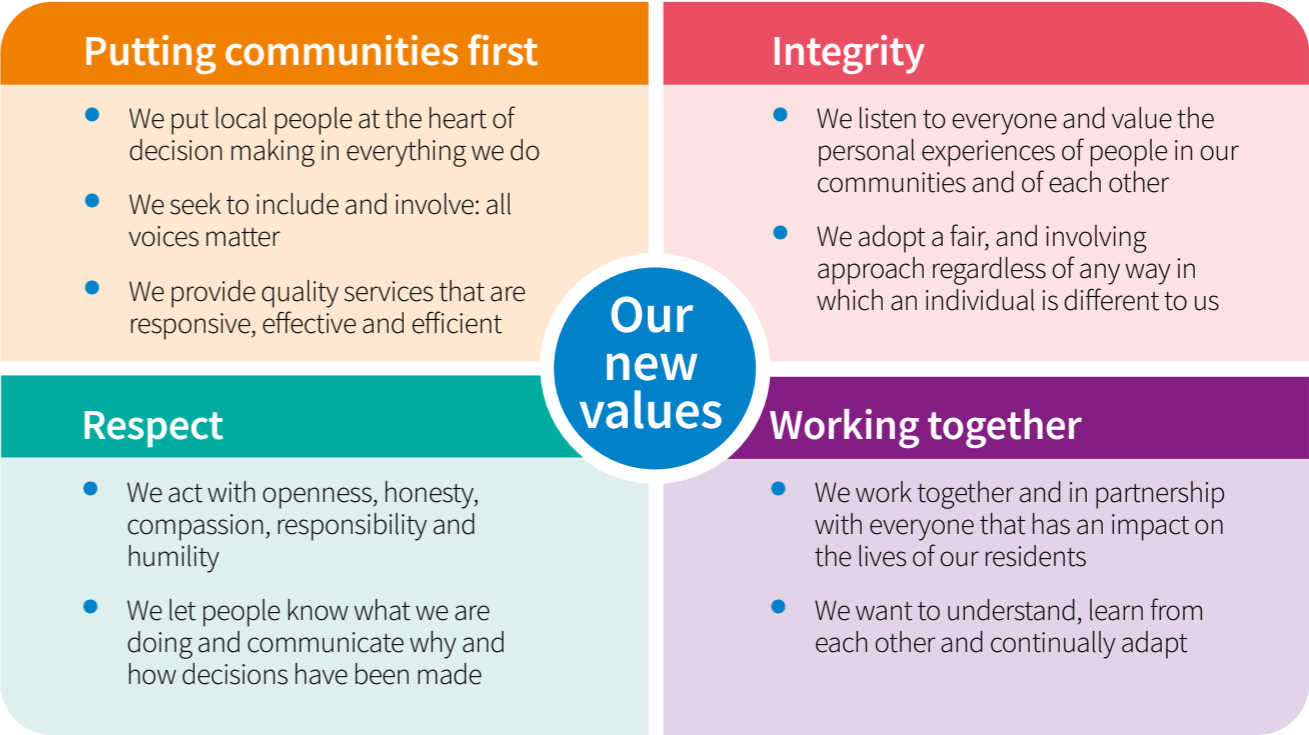 Putting communities first
We put local people at the heart of
decision making in everything we do
We seek to include and involve: all
voices matter
We provide quality services that are
responsive, effective and efficient
Integrity
We listen to everyone and value the
personal experiences of people in our
communities and of each other
We adopt a fair, and involving
approach regardless of any way in
which an individual is different to us
Our
new
values
Respect
We act with openness, honesty,
compassion, responsibility and
humility
We let people know what we are
doing and communicate why and
how decisions have been made
Working together
We work together and in partnership
with everyone that has an impact on
the lives of our residents
We want to understand, learn from
each other and continually adapt